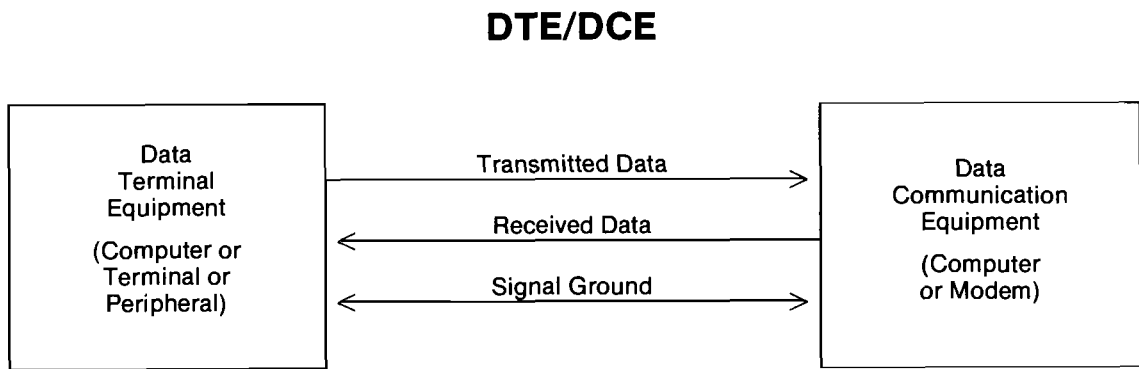 DTE/DCE
Data
Terminal
Equipment
(Computer or
Terminal or
Peripheral)
Transmitted Data
Received Data
Signal Ground
Data
Communication
Equipment
(Computer
or Modem)